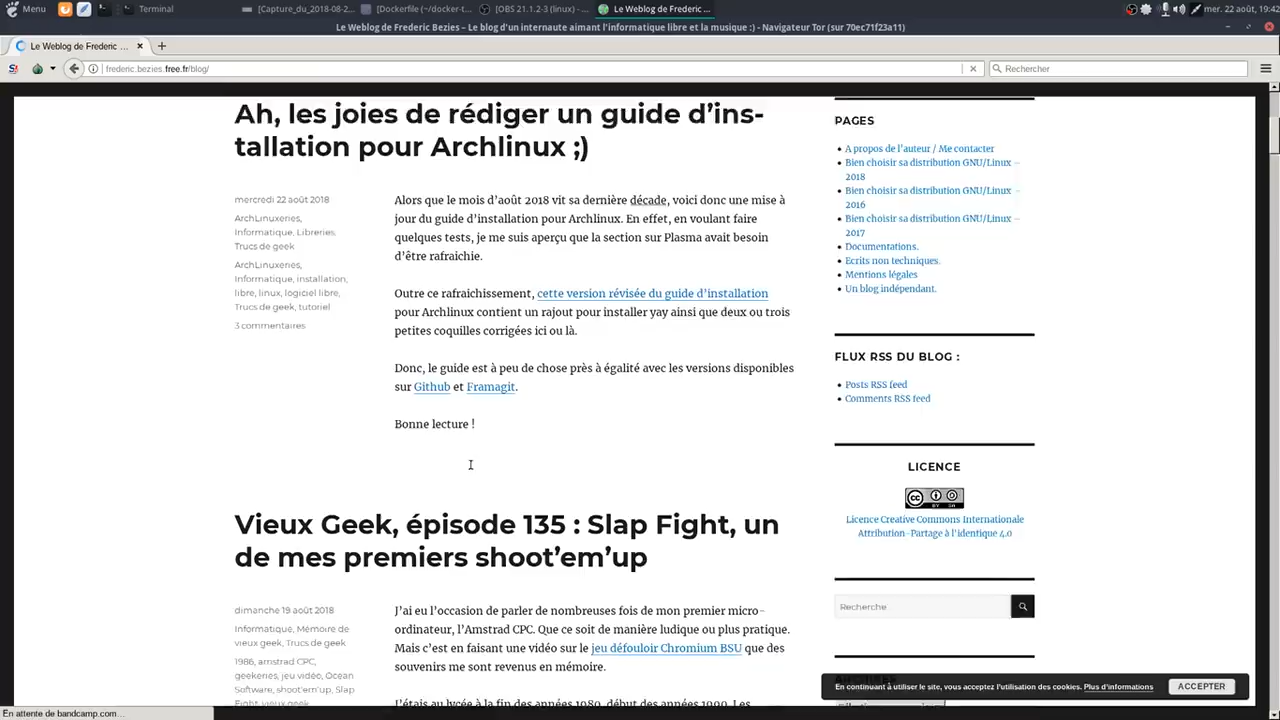 Menu
Terminal
[Capture_du_2018-08-2...
[Dockerfile (~/docker-t...
[OBS 21.1.2-3 (linux) -...
Le Weblog de Frederic ...
mer. 22 août, 19:42
Le Weblog de Frederic Bezies – Le blog d'un internaute aimant l'informatique libre et la musique :) - Navigateur Tor (sur 70ec71f23a11)
Le Weblog de Frederic ...
frederic.bezies.free.fr/blog/
Rechercher
Ah, les joies de rédiger un guide d'ins-
tallation pour Archlinux ;)
mercredi 22 août 2018
ArchLinuxeries,
Informatique, Libreries,
Trucs de geek
ArchLinuxeries,
Informatique, installation,
libre, linux, logiciel libre,
Trucs de geek, tutoriel
3 commentaires
Alors que le mois d'août 2018 vit sa dernière décade, voici donc une mise à
jour du guide d'installation pour Archlinux. En effet, en voulant faire
quelques tests, je me suis aperçu que la section sur Plasma avait besoin
d'être rafraichie.
Outre ce rafraichissement, cette version révisée du guide d'installation
pour Archlinux contient un rajout pour installer yay ainsi que deux ou trois
petites coquilles corrigées ici ou là.
Donc, le guide est à peu de chose près à égalité avec les versions disponibles
sur Github et Framagit.
Bonne lecture !
Vieux Geek, épisode 135 : Slap Fight, un
de mes premiers shoot'em'up
dimanche 19 août 2018
Informatique, Mémoire de
vieux geek, Trucs de geek
1986, amstrad CPC,
geekeries, jeu vidéo, Ocean
Software, shoot'em'up, Slap
Fight, vieux geek
J'ai eu l'occasion de parler de nombreuses fois de mon premier micro-
ordinateur, l'Amstrad CPC. Que ce soit de manière ludique ou plus pratique.
Mais c'est en faisant une vidéo sur le jeu défouloir Chromium BSU que des
souvenirs me sont revenus en mémoire.
J'étais au lycée à la fin des années 1980, début des années 1990. Les
PAGES
A propos de l'auteur / Me contacter
Bien choisir sa distribution GNU/Linux –
2018
Bien choisir sa distribution GNU/Linux –
2016
Bien choisir sa distribution GNU/Linux –
2017
Documentations.
Ecrits non techniques.
Mentions légales
Un blog indépendant.
FLUX RSS DU BLOG :
Posts RSS feed
Comments RSS feed
LICENCE
Licence Creative Commons Internationale
Attribution-Partage à l'identique 4.0
Recherche
En continuant à utiliser le site, vous acceptez l'utilisation des cookies. Plus d'informations
ACCEPTER
En attente de bandcamp.com...